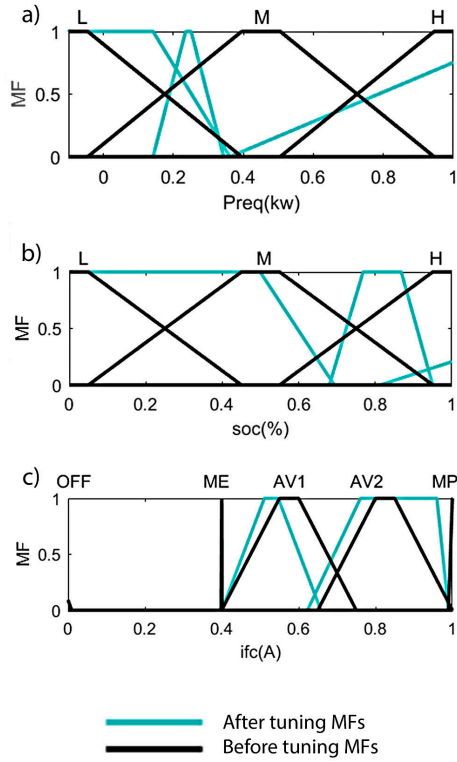 a)
L M H
MF
1
0.5
0
0 0.2 0.4 0.6 0.8 1
Preq(kw)
b)
L M H
MF
1
0.5
0
0 0.2 0.4 0.6 0.8 1
soc(%)
c)
OFF ME AV1 AV2 MP
MF
1
0.5
0
0 0.2 0.4 0.6 0.8 1
ifc(A)
After tuning MFs
Before tuning MFs